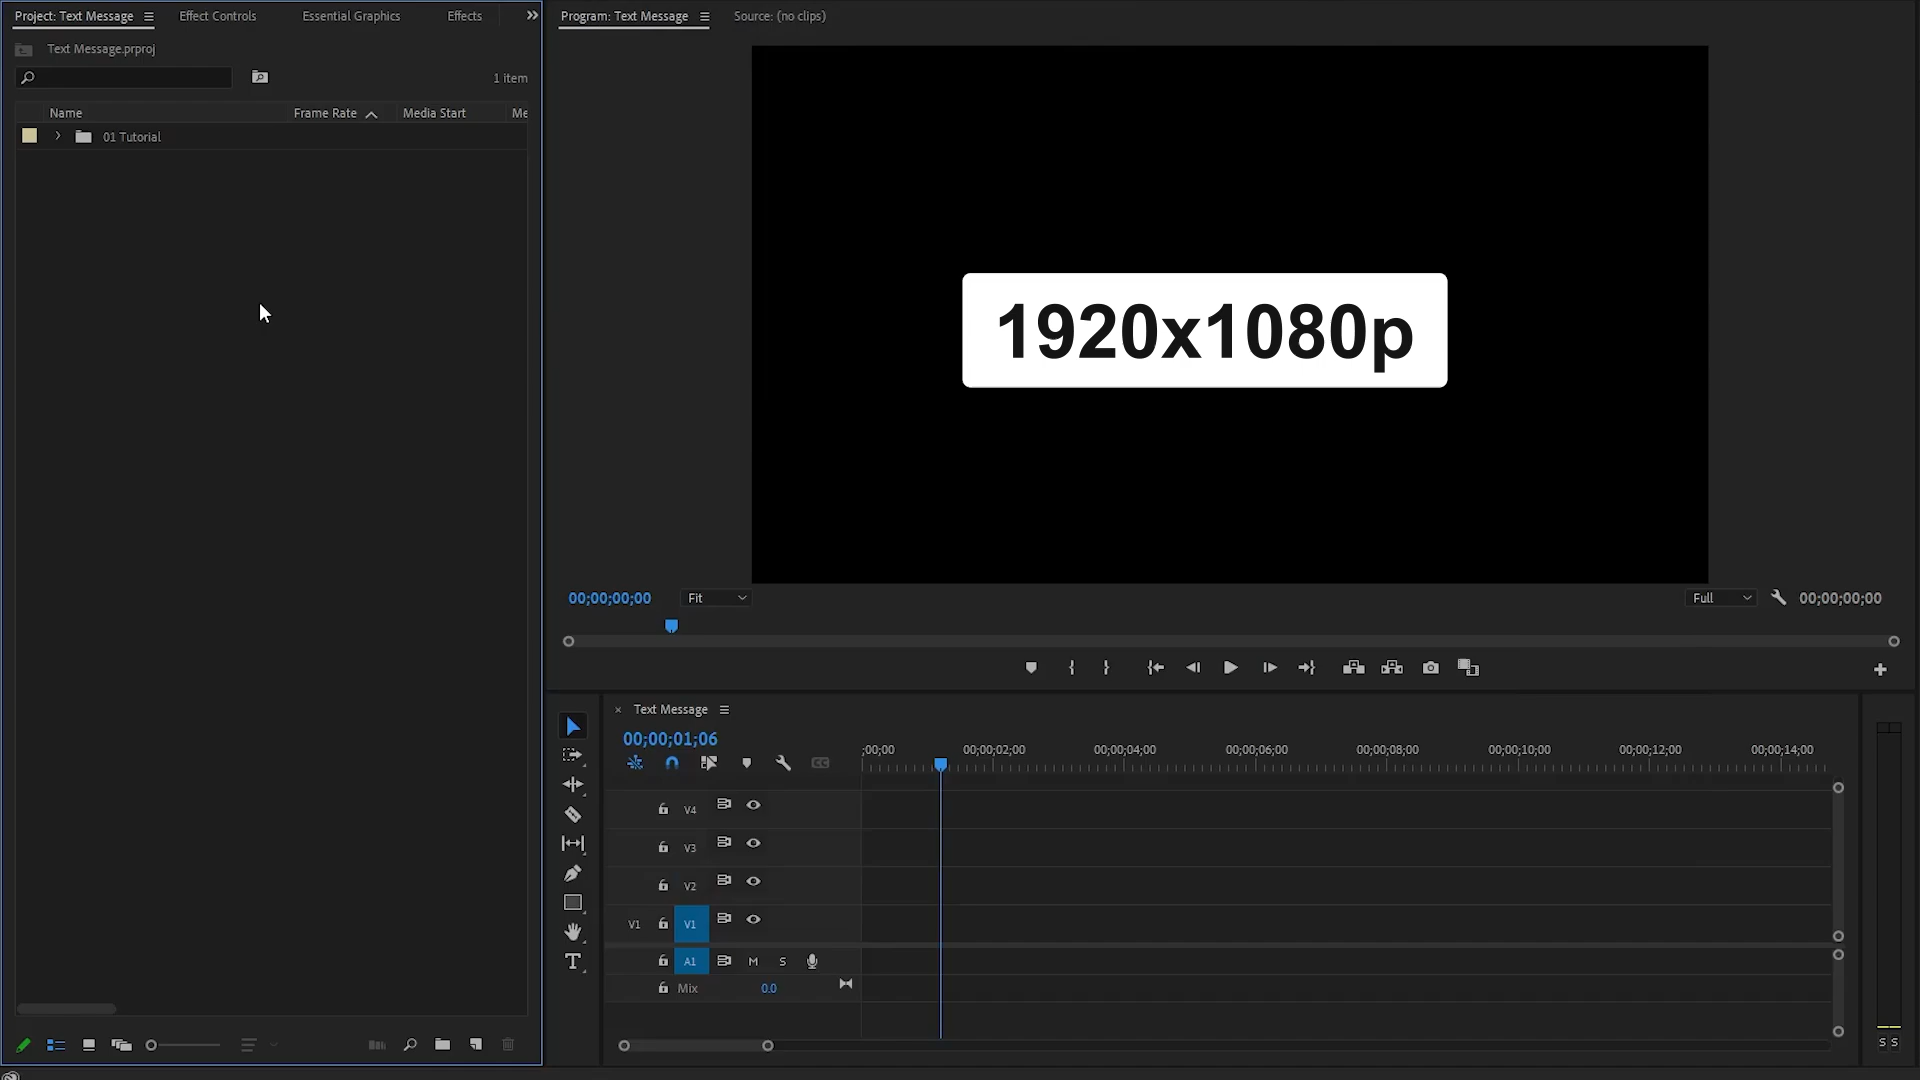 Project: Text Message
Effect Controls
Essential Graphics
Effects
Text Message.prproj
1 item
Name
Frame Rate
Media Start
Me
01 Tutorial
Program: Text Message
Source: (no clips)
1920x1080p
00;00;00;00
Fit
Full
00;00;00;00
Text Message
00;00;01;06
;00;00
00;00;02;00
00;00;04;00
00;00;06;00
00;00;08;00
00;00;10;00
00;00;12;00
00;00;14;00
V4
V3
V2
V1
V1
A1
M
S
Mix
0.0
S S